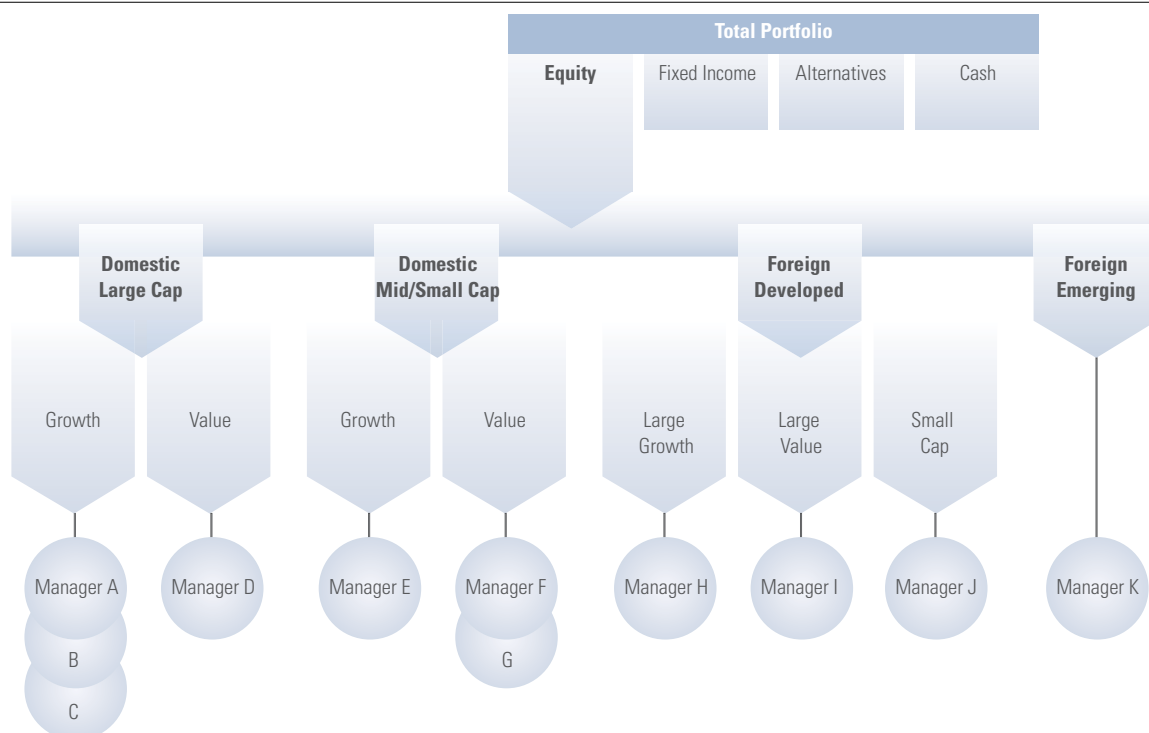 Total Portfolio
Equity
Fixed Income
Alternatives
Cash
Domestic
Large Cap
Domestic
Mid/Small Cap
Foreign
Developed
Foreign
Emerging
Growth
Value
Growth
Value
Large
Growth
Large
Value
Small
Cap
Manager A
B
C
Manager D
Manager E
Manager F
G
Manager H
Manager I
Manager J
Manager K